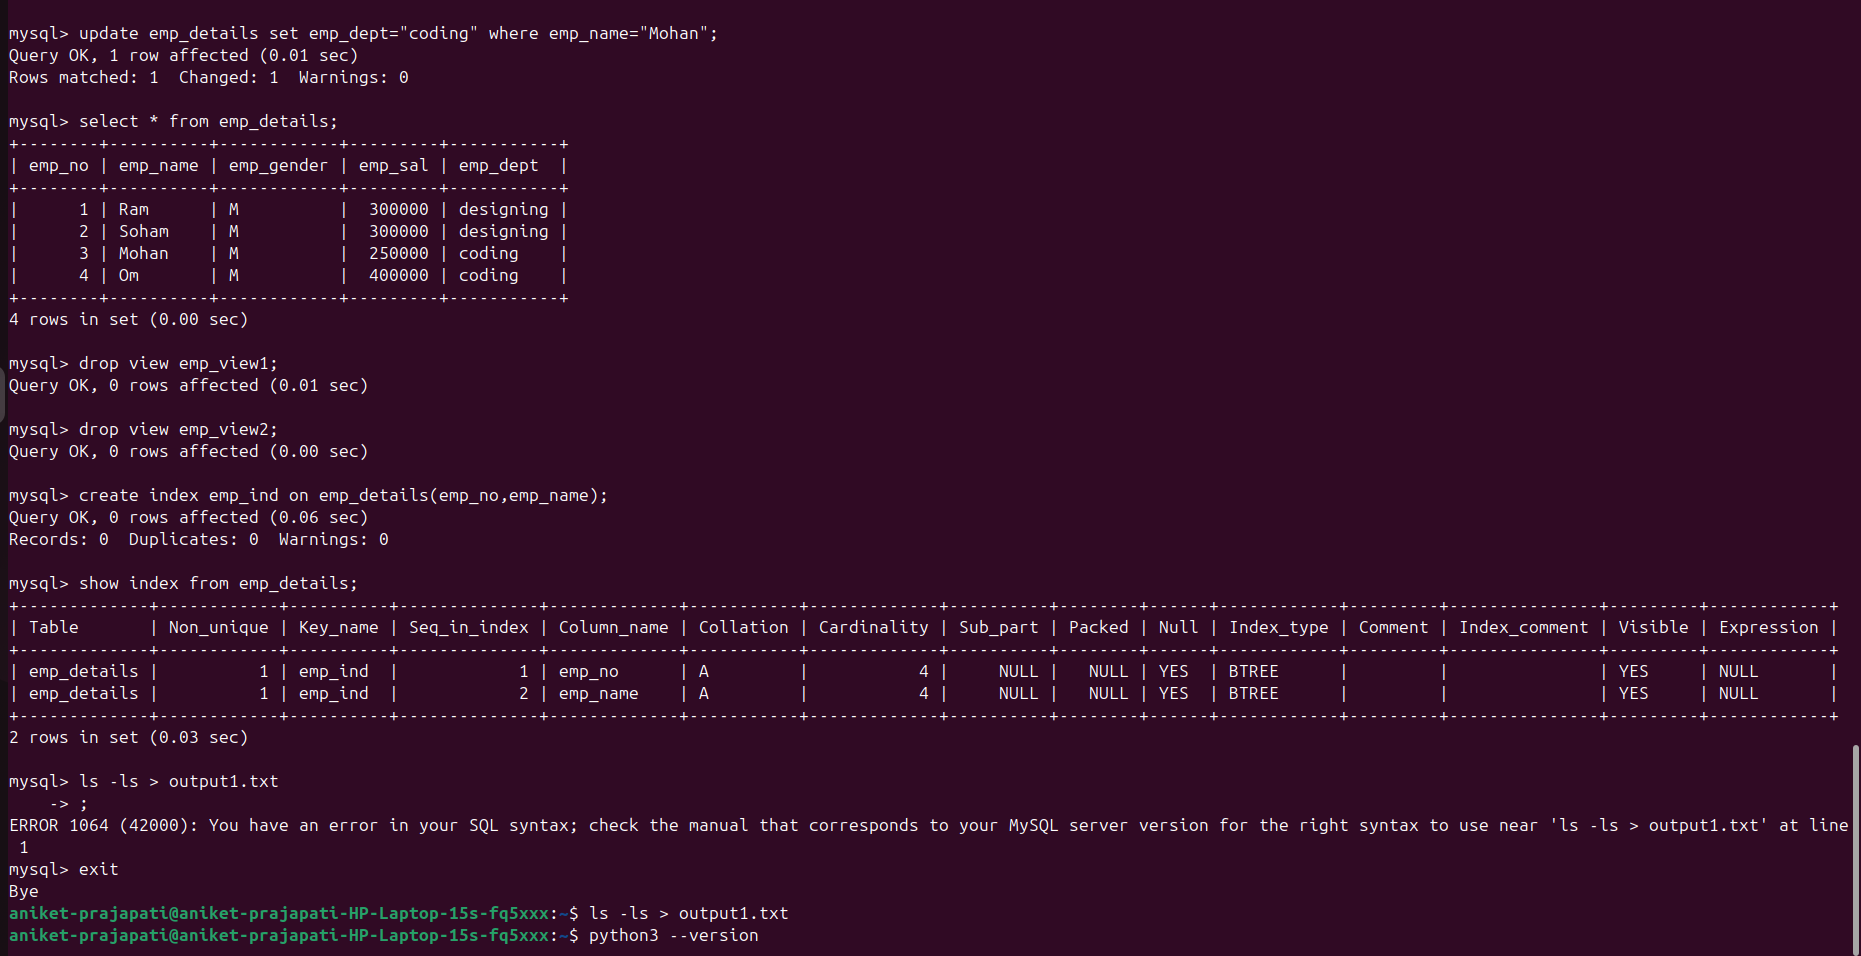 mysql> update emp_details set emp_dept="coding" where emp_name="Mohan";
Query OK, 1 row affected (0.01 sec)
Rows matched: 1  Changed: 1  Warnings: 0

mysql> select * from emp_details;
+--------+----------+------------+---------+-----------+
| emp_no | emp_name | emp_gender | emp_sal | emp_dept  |
+--------+----------+------------+---------+-----------+
|      1 | Ram      | M          |  300000 | designing |
|      2 | Soham    | M          |  300000 | designing |
|      3 | Mohan    | M          |  250000 | coding    |
|      4 | Om       | M          |  400000 | coding    |
+--------+----------+------------+---------+-----------+
4 rows in set (0.00 sec)

mysql> drop view emp_view1;
Query OK, 0 rows affected (0.01 sec)

mysql> drop view emp_view2;
Query OK, 0 rows affected (0.00 sec)

mysql> create index emp_ind on emp_details(emp_no,emp_name);
Query OK, 0 rows affected (0.06 sec)
Records: 0  Duplicates: 0  Warnings: 0

mysql> show index from emp_details;
+-------------+------------+----------+--------------+-------------+-----------+-------------+----------+--------+------+------------+---------+---------------+---------+------------+
| Table       | Non_unique | Key_name | Seq_in_index | Column_name | Collation | Cardinality | Sub_part | Packed | Null | Index_type | Comment | Index_comment | Visible | Expression |
+-------------+------------+----------+--------------+-------------+-----------+-------------+----------+--------+------+------------+---------+---------------+---------+------------+
| emp_details |          1 | emp_ind  |            1 | emp_no      | A         |           4 |     NULL |   NULL | YES  | BTREE      |         |               | YES     | NULL       |
| emp_details |          1 | emp_ind  |            2 | emp_name    | A         |           4 |     NULL |   NULL | YES  | BTREE      |         |               | YES     | NULL       |
+-------------+------------+----------+--------------+-------------+-----------+-------------+----------+--------+------+------------+---------+---------------+---------+------------+
2 rows in set (0.03 sec)

mysql> ls -ls > output1.txt
    -> ;
ERROR 1064 (42000): You have an error in your SQL syntax; check the manual that corresponds to your MySQL server version for the right syntax to use near 'ls -ls > output1.txt' at line
 1
mysql> exit
Bye
aniket-prajapati@aniket-prajapati-HP-Laptop-15s-fq5xxx:~$ ls -ls > output1.txt
aniket-prajapati@aniket-prajapati-HP-Laptop-15s-fq5xxx:~$ python3 --version